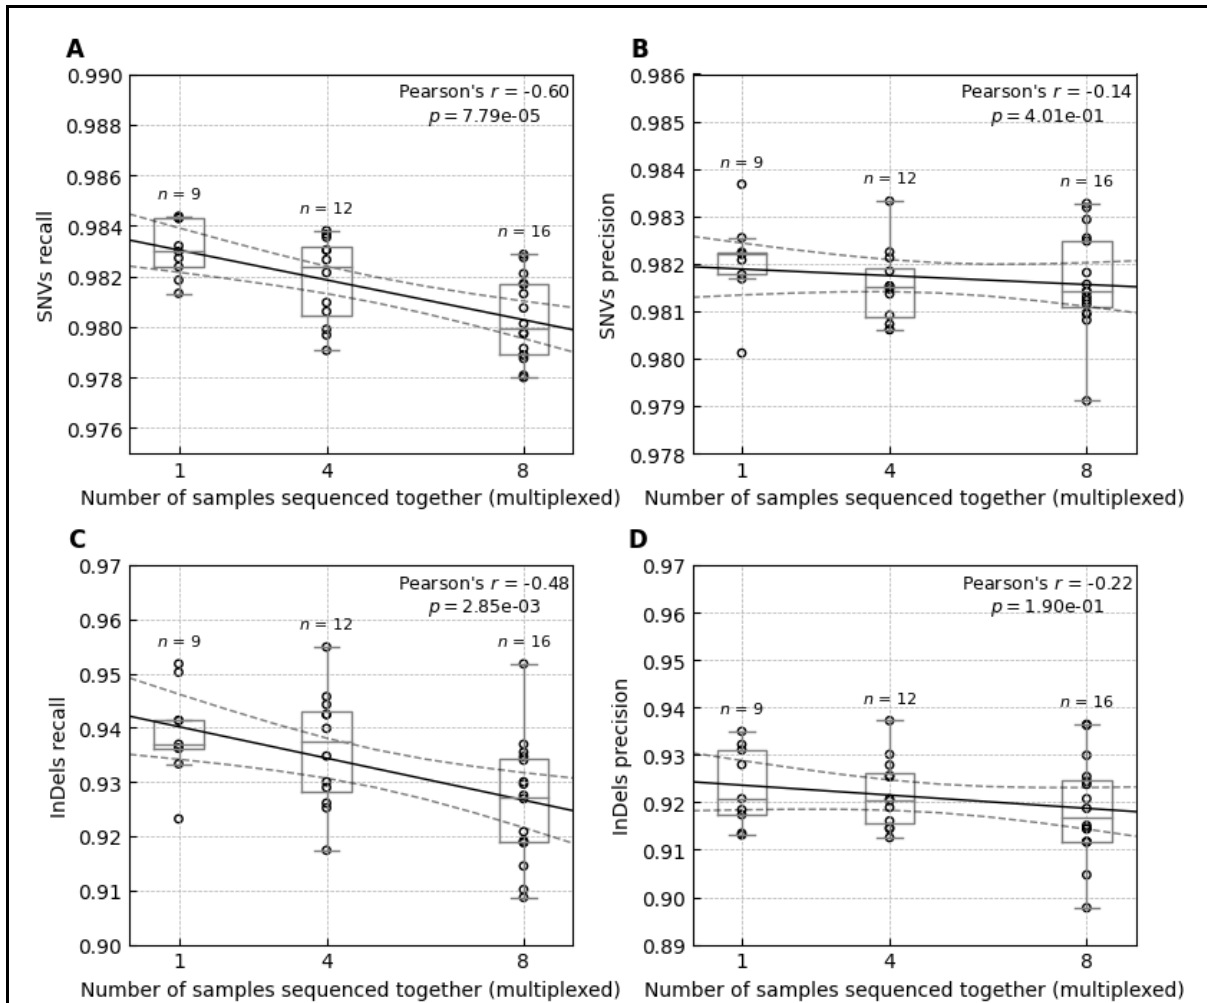 A
0.990
0.988
0.986
0.984
0.982
0.980
0.978
0.976
SNVs recall
Pearson's r = -0.60
p = 7.79e-05
n = 9
n = 12
n = 16
1
4
8
Number of samples sequenced together (multiplexed)
B
0.986
0.985
0.984
0.983
0.982
0.981
0.980
0.979
0.978
SNVs precision
Pearson's r = -0.14
p = 4.01e-01
n = 9
n = 12
n = 16
1
4
8
Number of samples sequenced together (multiplexed)
C
0.97
0.96
0.95
0.94
0.93
0.92
0.91
0.90
InDels recall
Pearson's r = -0.48
p = 2.85e-03
n = 9
n = 12
n = 16
1
4
8
Number of samples sequenced together (multiplexed)
D
0.97
0.96
0.95
0.94
0.93
0.92
0.91
0.90
0.89
InDels precision
Pearson's r = -0.22
p = 1.90e-01
n = 9
n = 12
n = 16
1
4
8
Number of samples sequenced together (multiplexed)